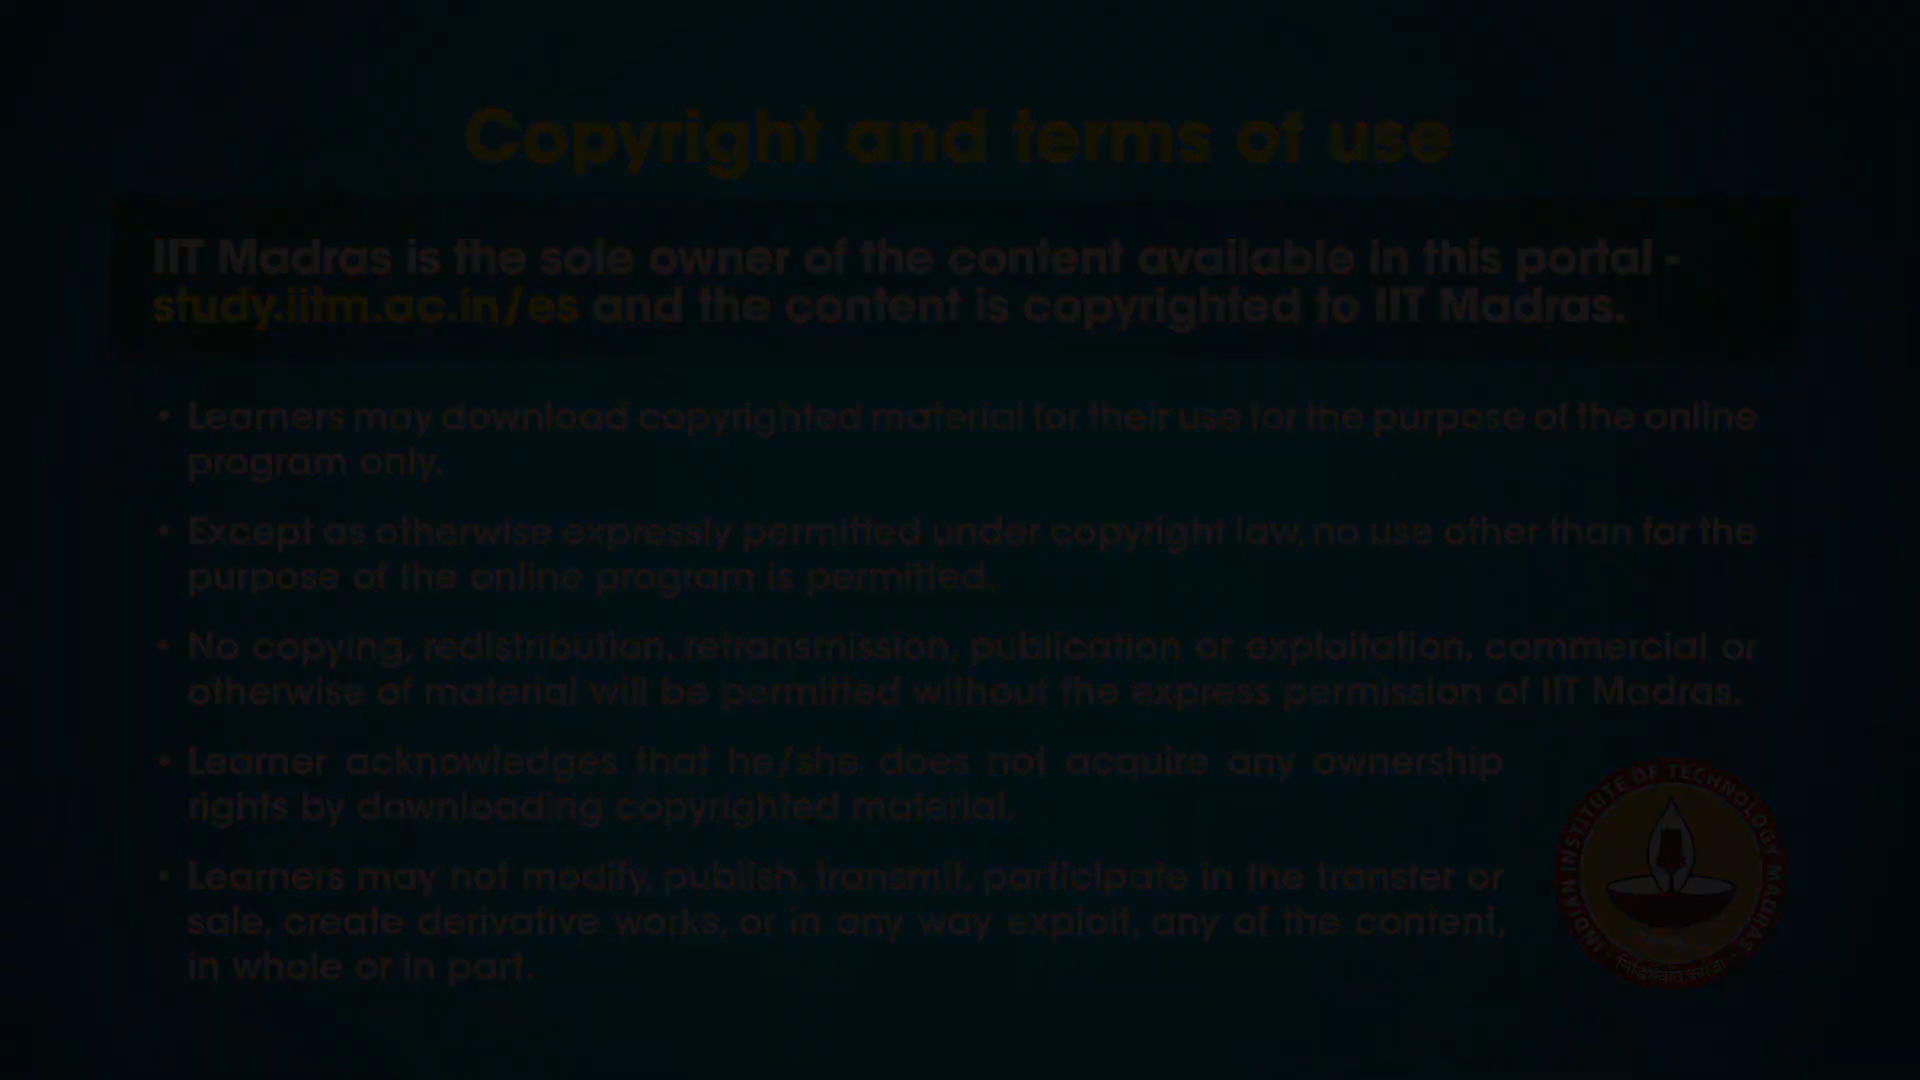 Copyright and terms of use
IIT Madras is the sole owner of the content available in this portal -
study.iitm.ac.in/es and the content is copyrighted to IIT Madras.
• Learners may download copyrighted material for their use for the purpose of the online
program only.
• Except as otherwise expressly permitted under copyright law, no use other than for the
purpose of the online program is permitted.
• No copying, redistribution, retransmission, publication or exploitation, commercial or
otherwise of material will be permitted without the express permission of IIT Madras.
• Learner acknowledges that he/she does not acquire any ownership
rights by downloading copyrighted material.
• Learners may not modify, publish, transmit, participate in the transfer or
sale, create derivative works, or in any way exploit, any of the content,
in whole or in part.
INDIAN INSTITUTE OF TECHNOLOGY MADRAS